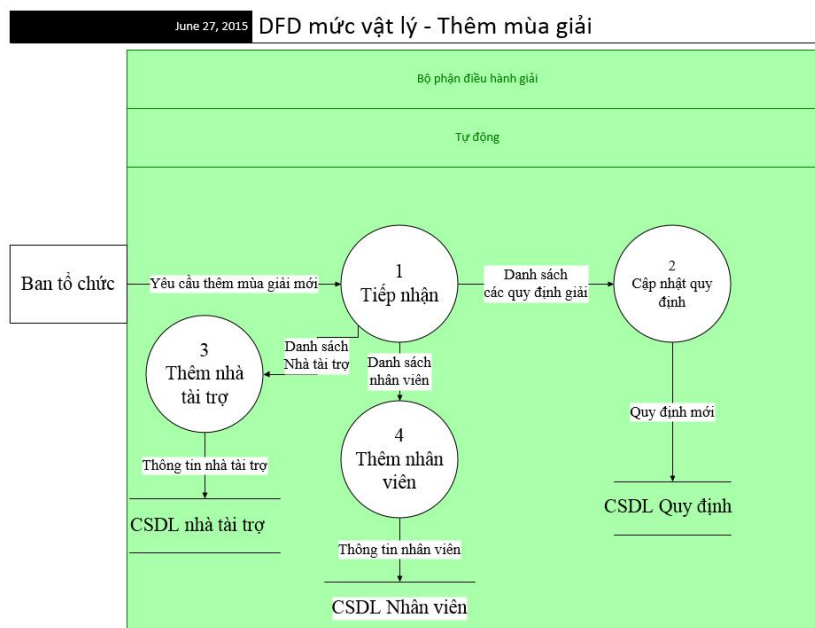 June 27, 2015 DFD mức vật lý - Thêm mùa giải
Bộ phận điều hành giải
Tự động
Ban tổ chức
Yêu cầu thêm mùa giải mới
1
Tiếp nhận
Danh sách
các quy định giải
2
Cập nhật quy
định
Danh sách
Nhà tài trợ
3
Thêm nhà
tài trợ
Danh sách
nhân viên
4
Thêm nhân
viên
Quy định mới
Thông tin nhà tài trợ
CSDL nhà tài trợ
CSDL Quy định
Thông tin nhân viên
CSDL Nhân viên